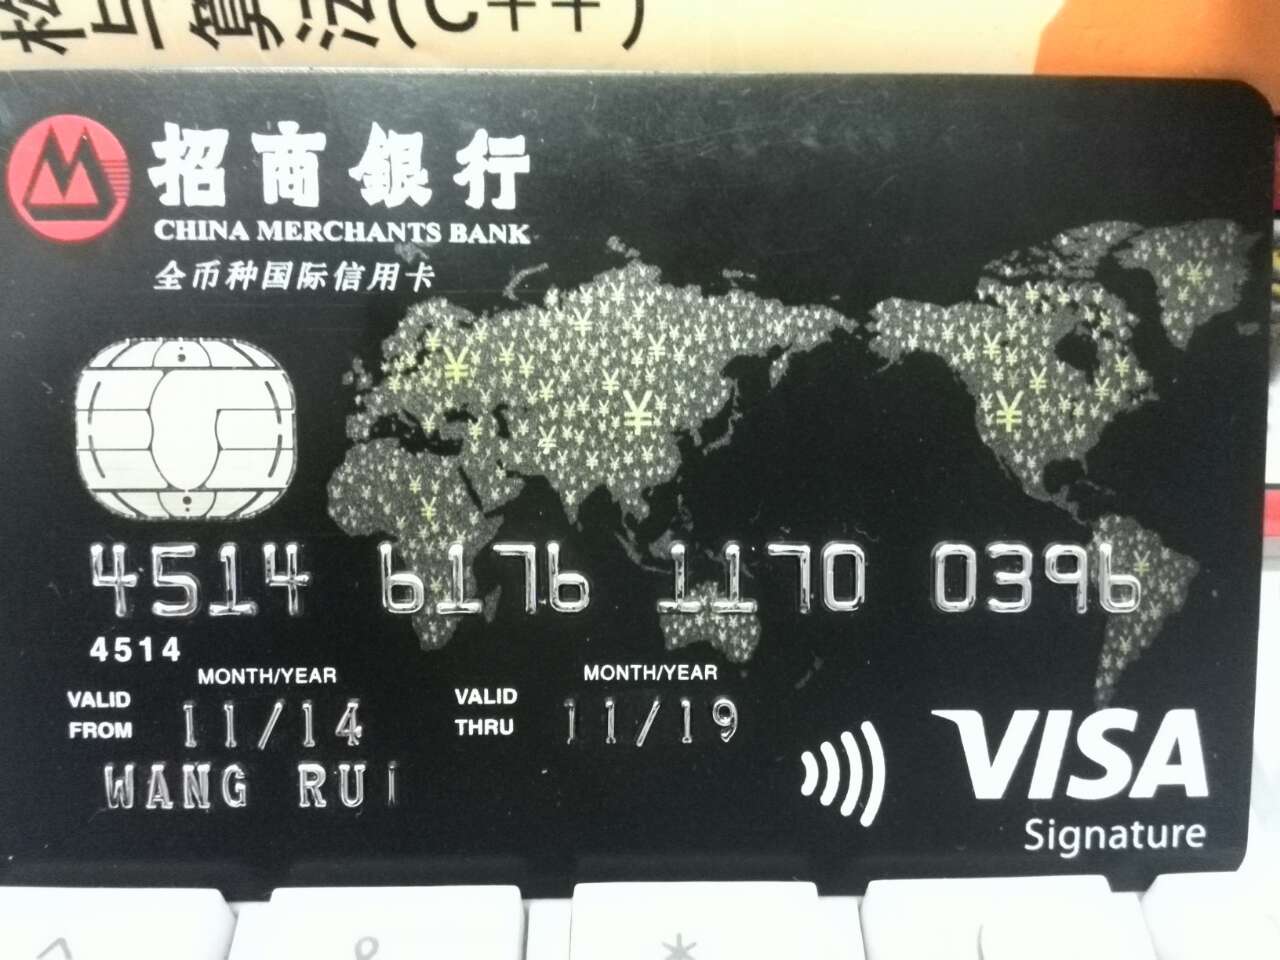 与算法(C++)
招商銀行
CHINA MERCHANTS BANK
全币种国际信用卡
4514 6176 1170 0396
4514
MONTH/YEAR MONTH/YEAR
VALID FROM 11/14 VALID THRU 11/19
WANG RUI
VISA
Signature